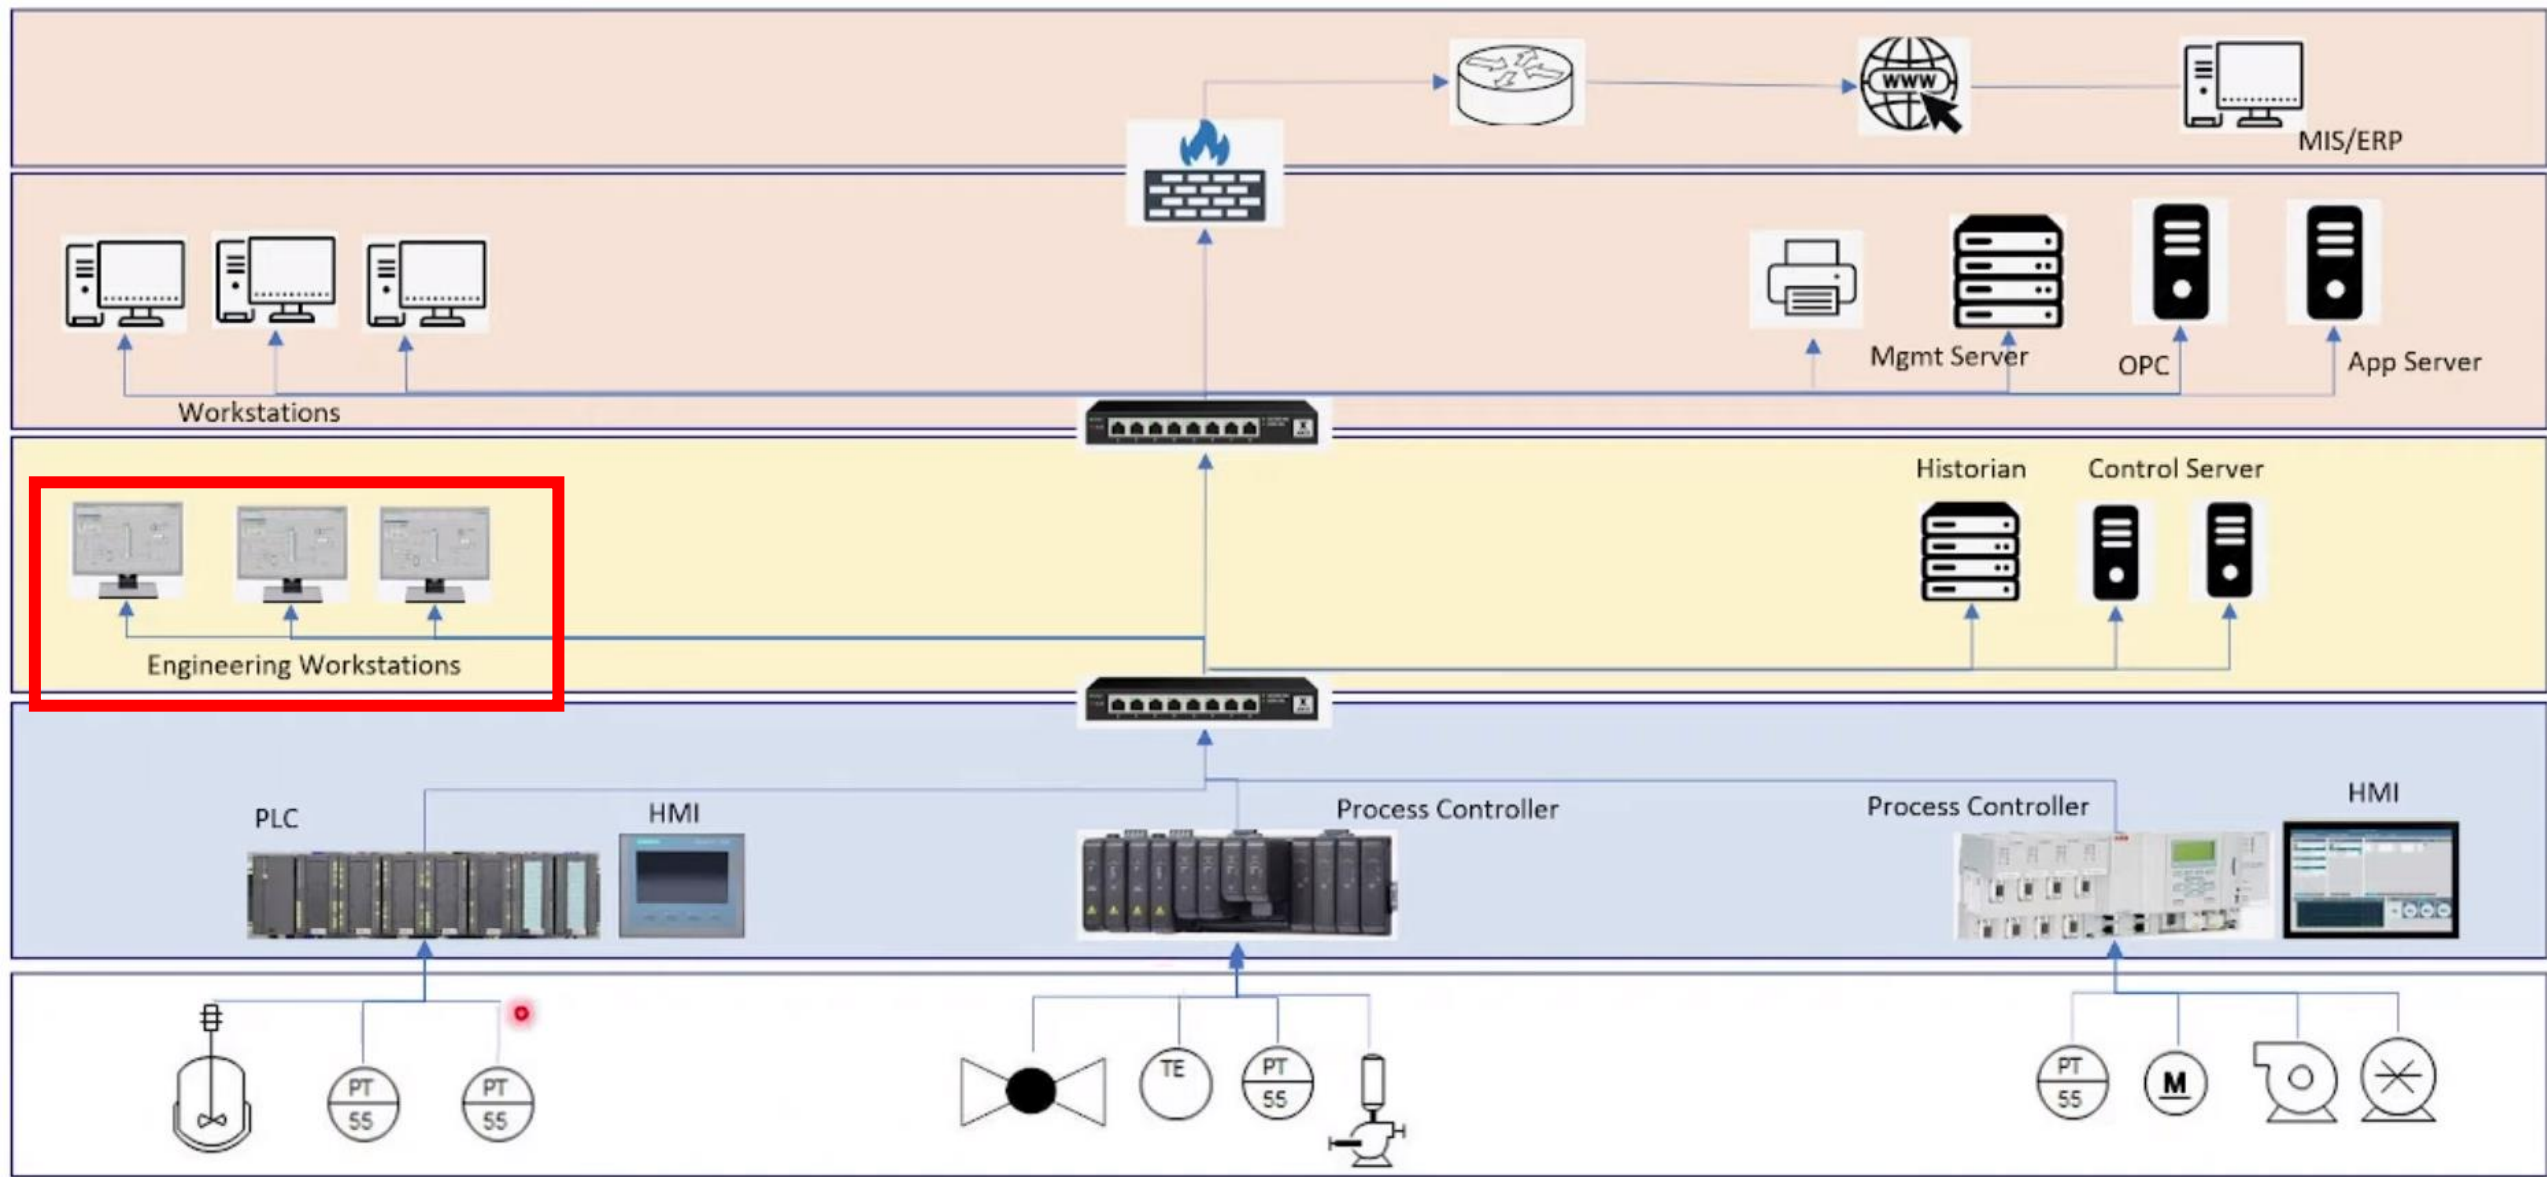 WWW
MIS/ERP
Mgmt Server
OPC
App Server
Workstations
Historian
Control Server
Engineering Workstations
PLC
HMI
Process Controller
Process Controller
HMI
PT
55
PT
55
TE
PT
55
PT
55
M